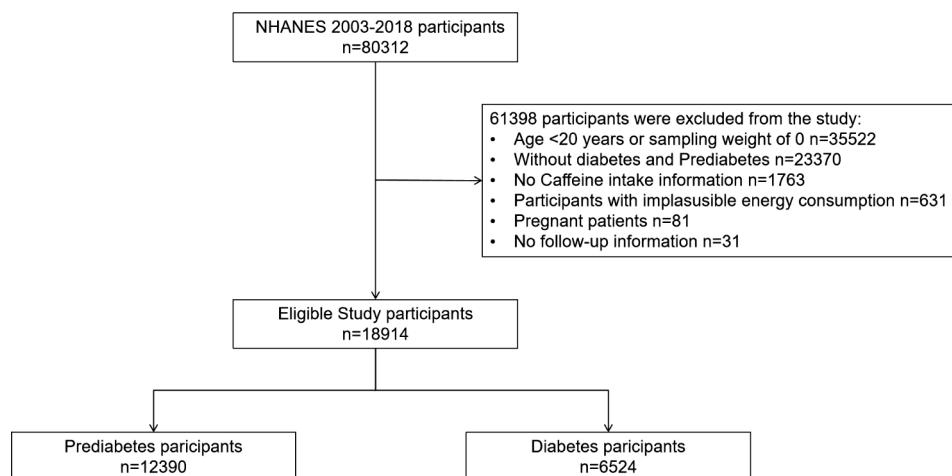 NHANES 2003-2018 participants
n=80312
61398 participants were excluded from the study:
• Age <20 years or sampling weight of 0 n=35522
• Without diabetes and Prediabetes n=23370
• No Caffeine intake information n=1763
• Participants with implasusible energy consumption n=631
• Pregnant patients n=81
• No follow-up information n=31
Eligible Study participants
n=18914
Prediabetes paricipants
n=12390
Diabetes paricipants
n=6524